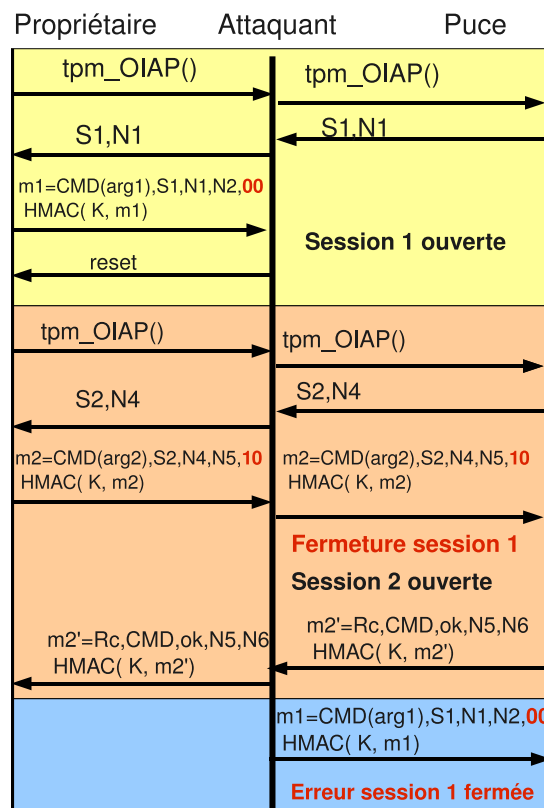 Propriétaire Attaquant Puce
tpm_OIAP()
tpm_OIAP()
S1,N1
S1,N1
m1=CMD(arg1),S1,N1,N2,00
HMAC( K, m1)
Session 1 ouverte
reset
tpm_OIAP()
tpm_OIAP()
S2,N4
S2,N4
m2=CMD(arg2),S2,N4,N5,10
HMAC( K, m2)
m2=CMD(arg2),S2,N4,N5,10
HMAC( K, m2)
Fermeture session 1
Session 2 ouverte
m2'=Rc,CMD,ok,N5,N6
HMAC( K, m2')
m2'=Rc,CMD,ok,N5,N6
HMAC( K, m2')
m1=CMD(arg1),S1,N1,N2,00
HMAC( K, m1)
Erreur session 1 fermée